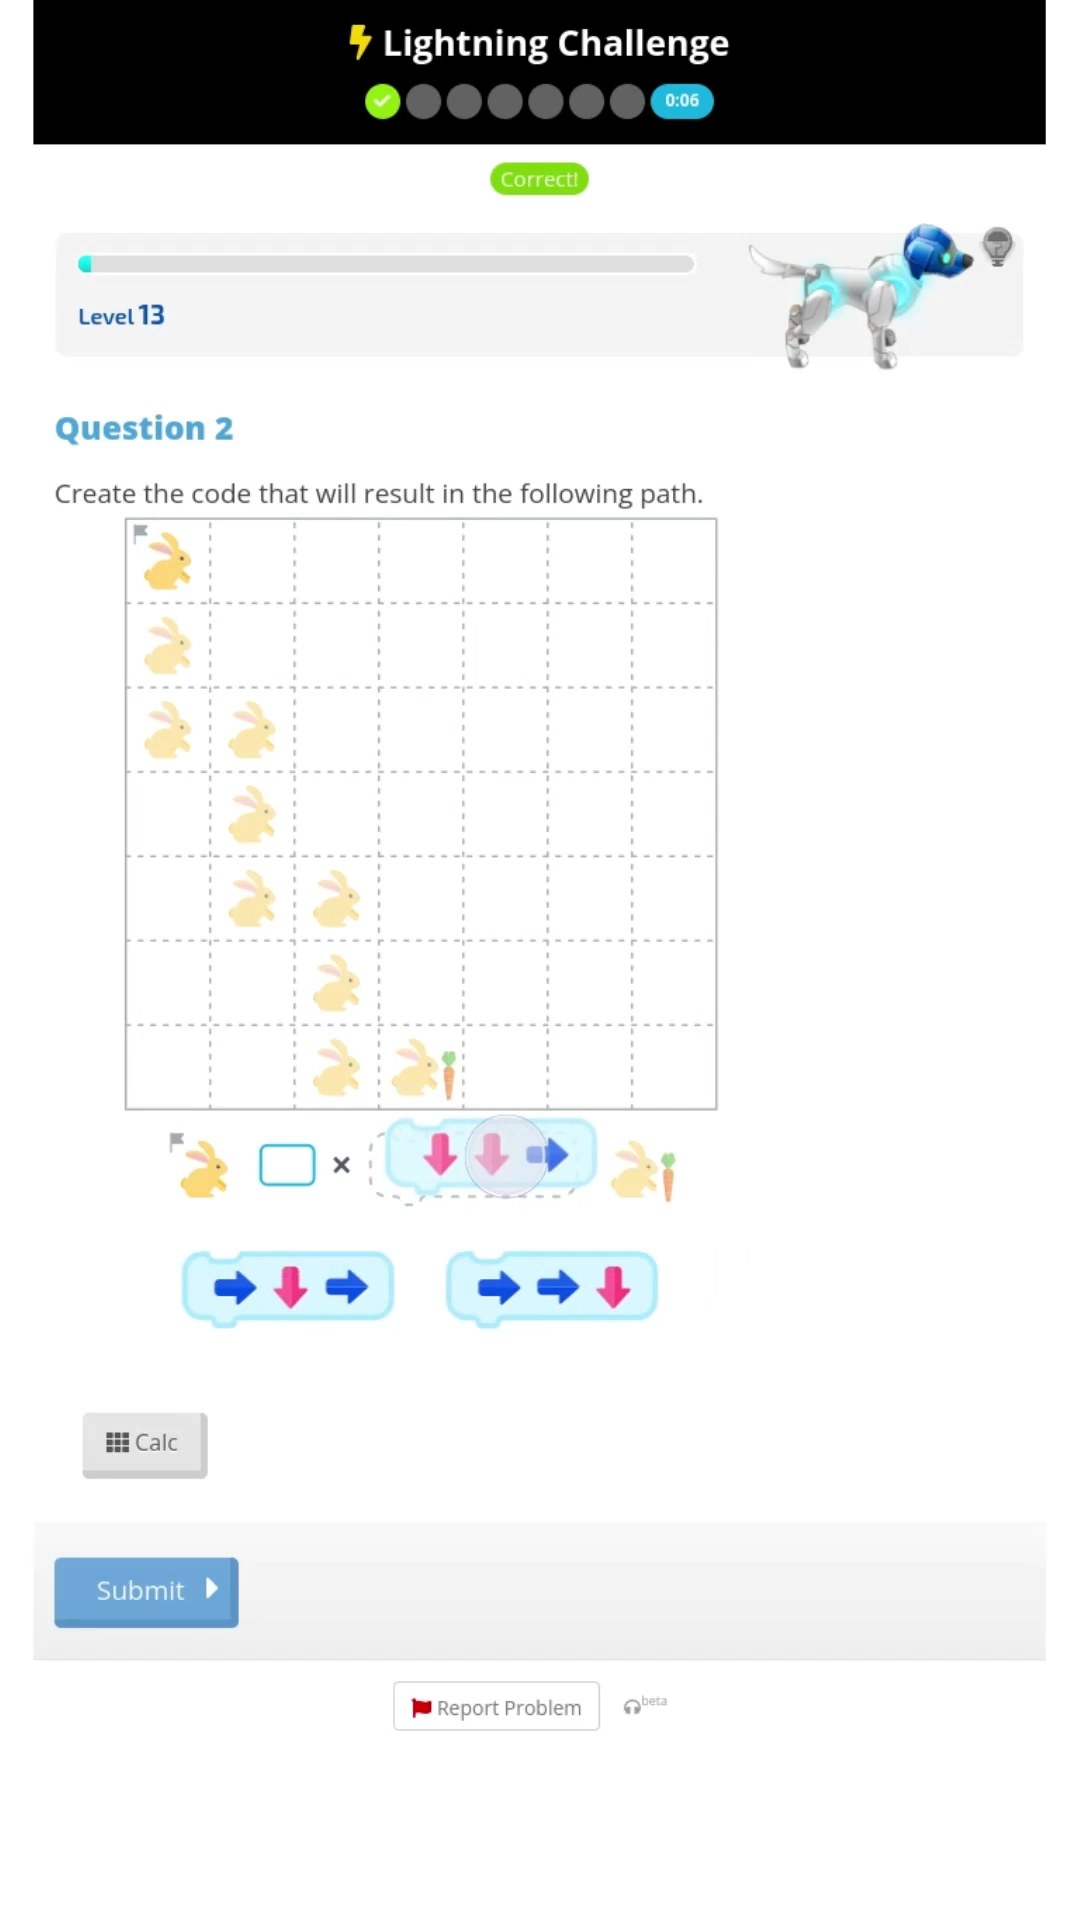 Lightning Challenge
0:06
Correct!
Level 13
Question 2
Create the code that will result in the following path.
×
Calc
Submit
Report Problem
beta